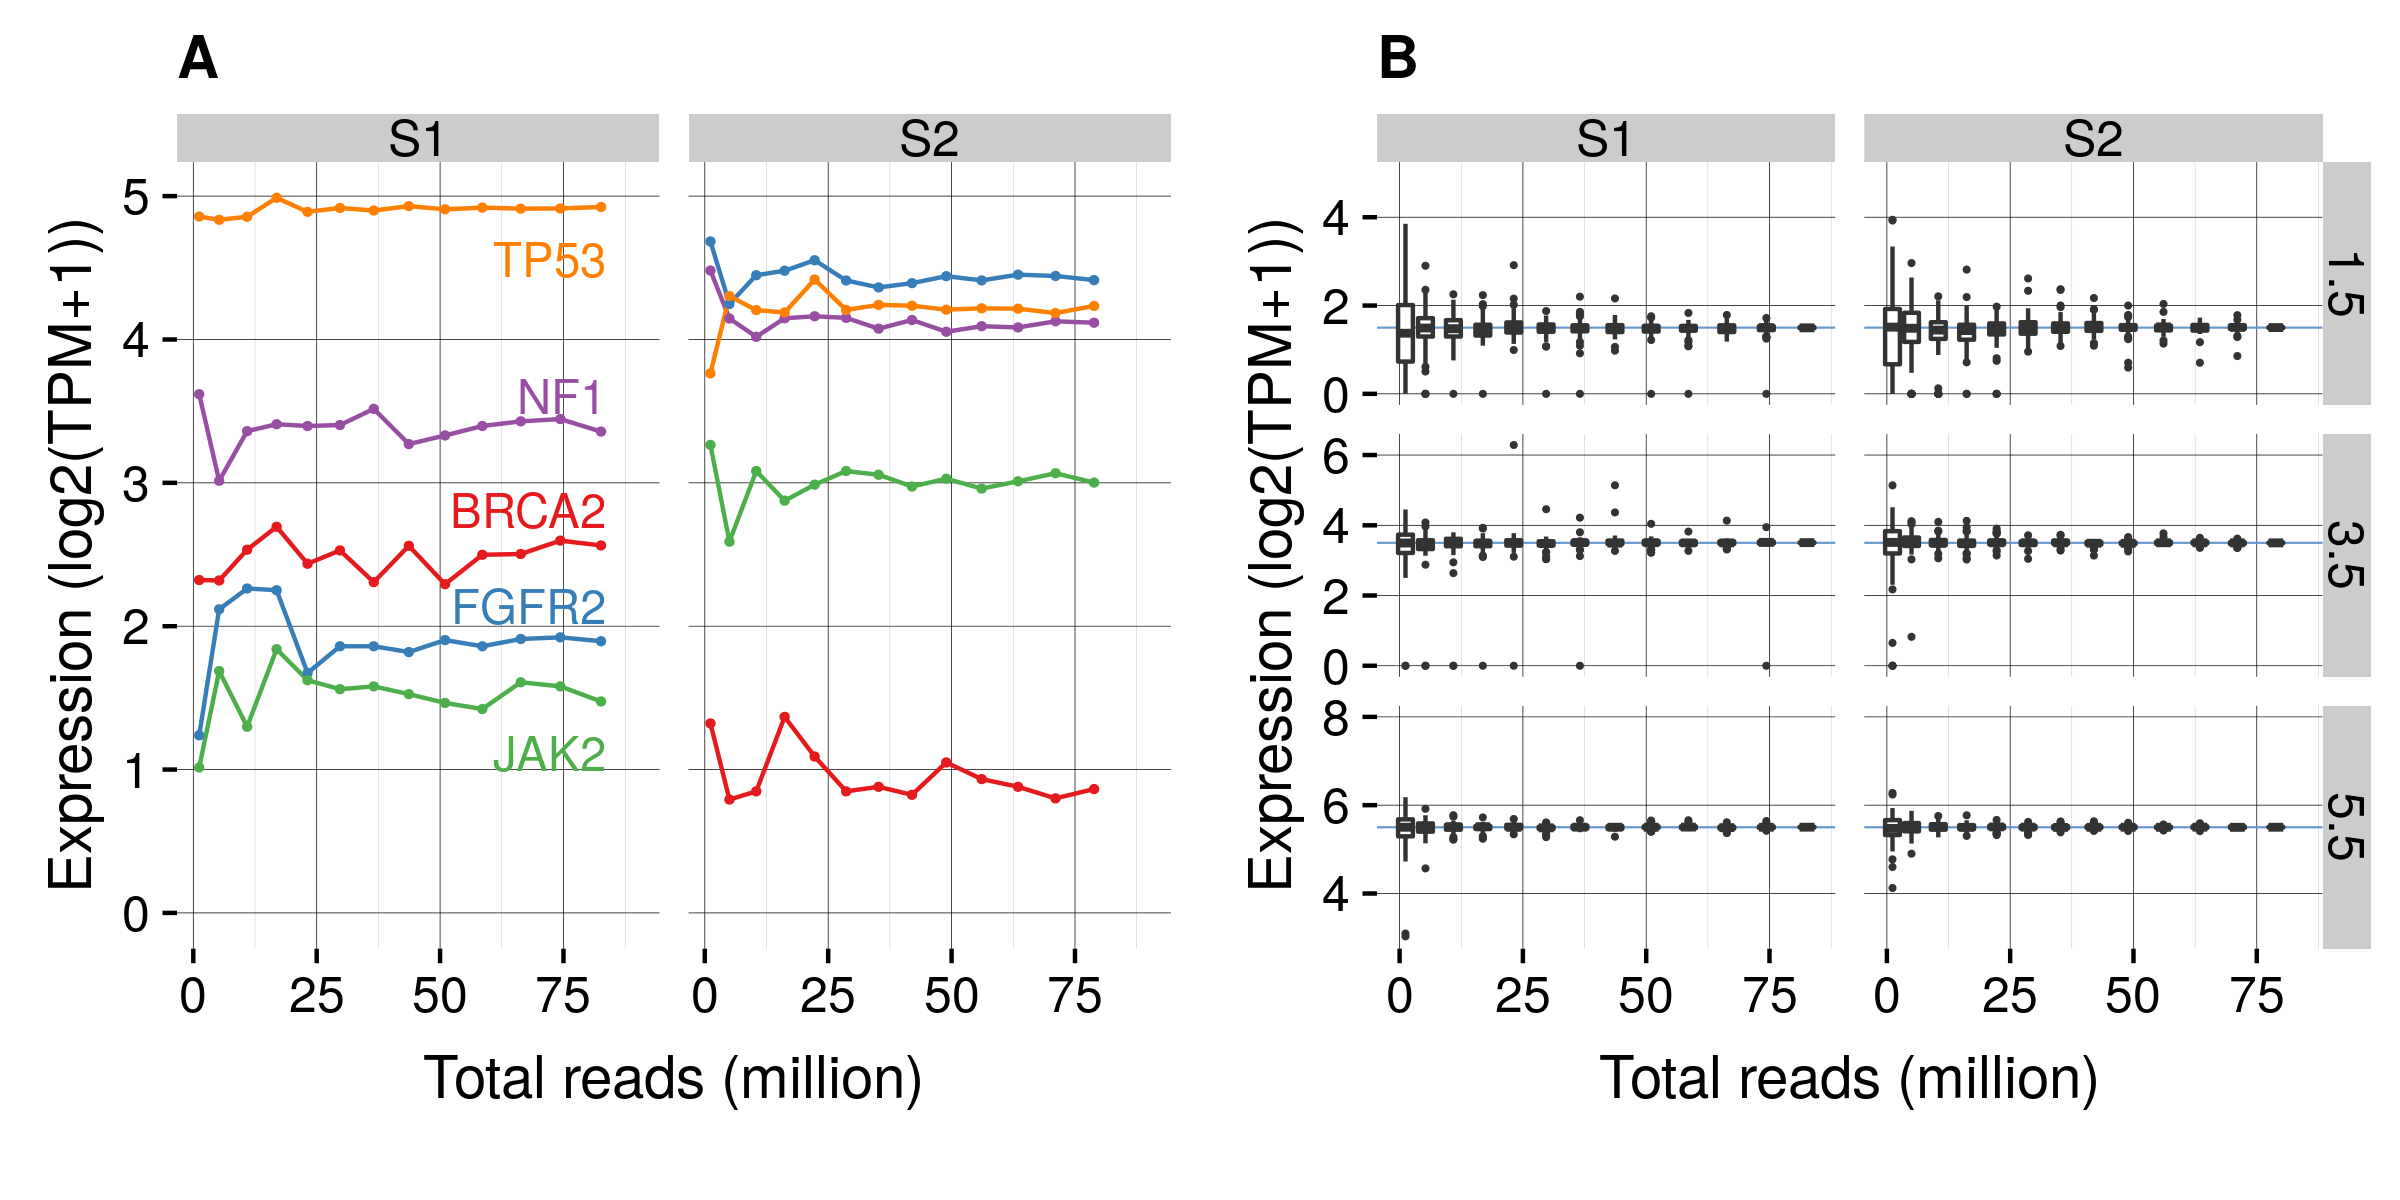 A
B
S1
S2
S1
S2
Expression (log2(TPM+1))
5
4
3
2
1
0
TP53
NF1
BRCA2
FGFR2
JAK2
0 25 50 75
0 25 50 75
Total reads (million)
Expression (log2(TPM+1))
4
2
0
1.5
6
4
2
0
3.5
8
6
4
5.5
0 25 50 75
0 25 50 75
Total reads (million)